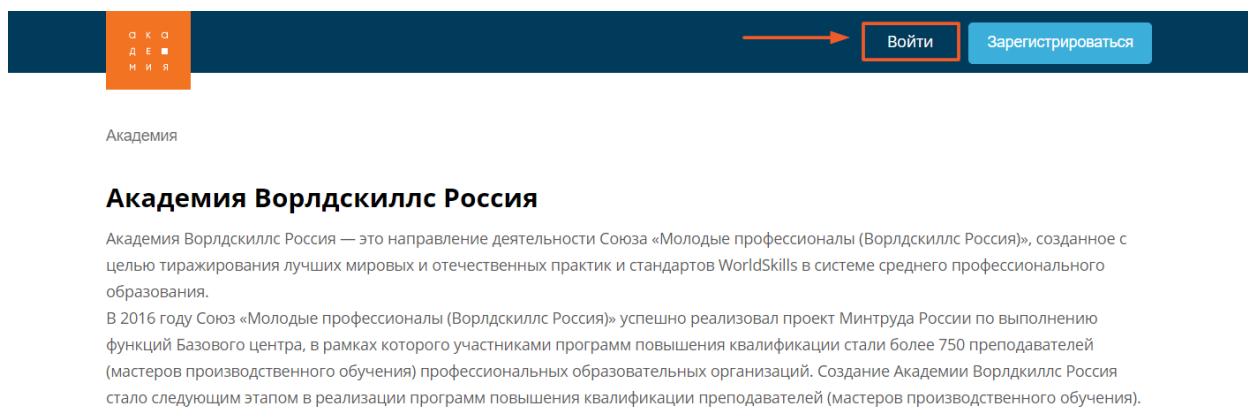 ака
дe
мия
Войти
Зарегистрироваться
Академия
Академия Ворлдскиллс Россия
Академия Ворлдскиллс Россия — это направление деятельности Союза «Молодые профессионалы (Ворлдскиллс Россия)», созданное с
целью тиражирования лучших мировых и отечественных практик и стандартов WorldSkills в системе среднего профессионального
образования.
В 2016 году Союз «Молодые профессионалы (Ворлдскиллс Россия)» успешно реализовал проект Минтруда России по выполнению
функций Базового центра, в рамках которого участниками программ повышения квалификации стали более 750 преподавателей
(мастеров производственного обучения) профессиональных образовательных организаций. Создание Академии Ворлдкиллс Россия
стало следующим этапом в реализации программ повышения квалификации преподавателей (мастеров производственного обучения).